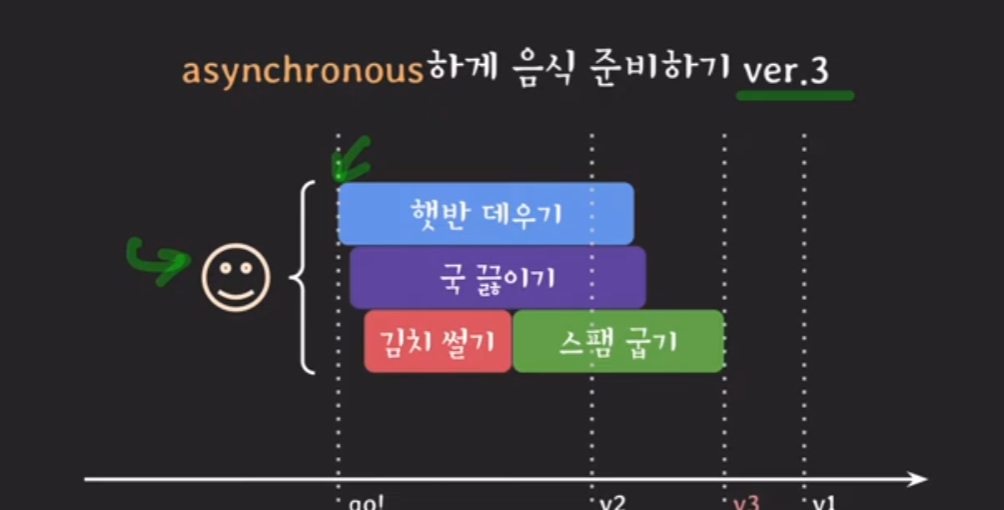 asynchronous하게 음식 준비하기 ver.3
햇반 데우기
국 끓이기
김치 썰기 스팸 굽기
go! v2 v3 v1